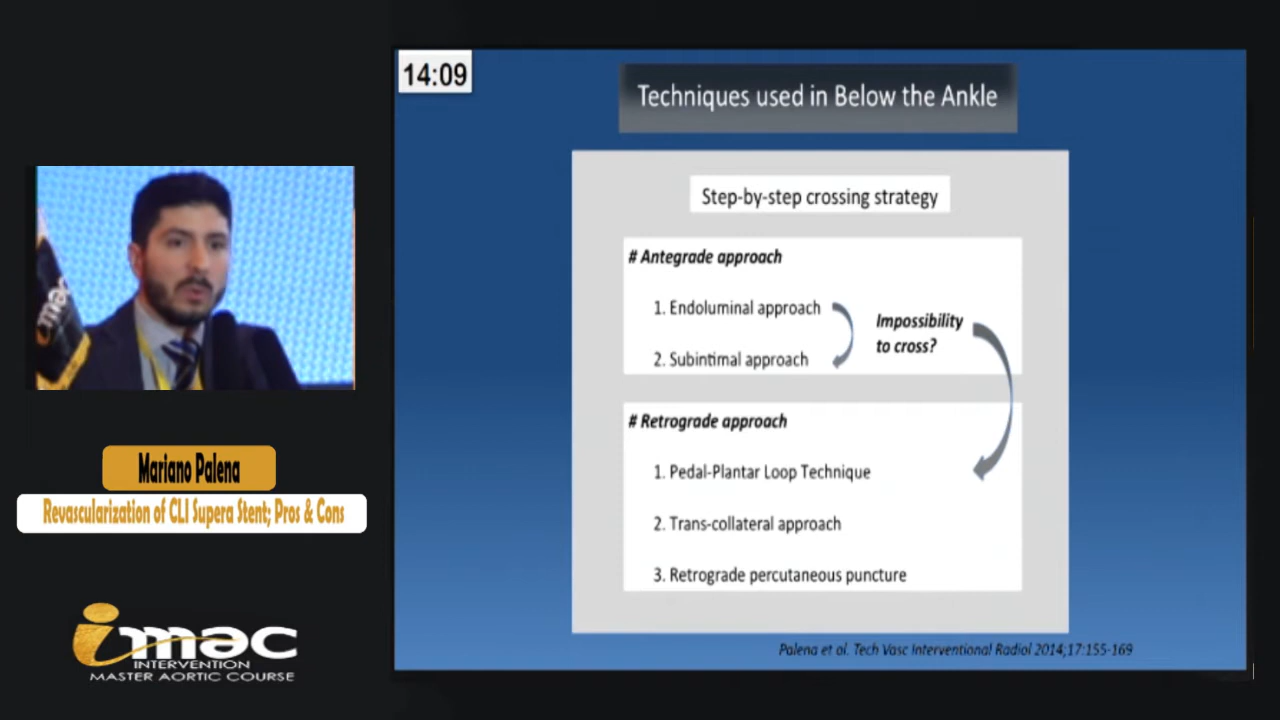 14:09
Techniques used in Below the Ankle
Step-by-step crossing strategy
# Antegrade approach
1. Endoluminal approach
2. Subintimal approach
Impossibility
to cross?
# Retrograde approach
1. Pedal-Plantar Loop Technique
2. Trans-collateral approach
3. Retrograde percutaneous puncture
Palena et al. Tech Vasc Interventional Radiol 2014;17:155-169
Mariano Palena
Revascularization of CLI Supera Stent; Pros & Cons
imac
INTERVENTION
MASTER AORTIC COURSE